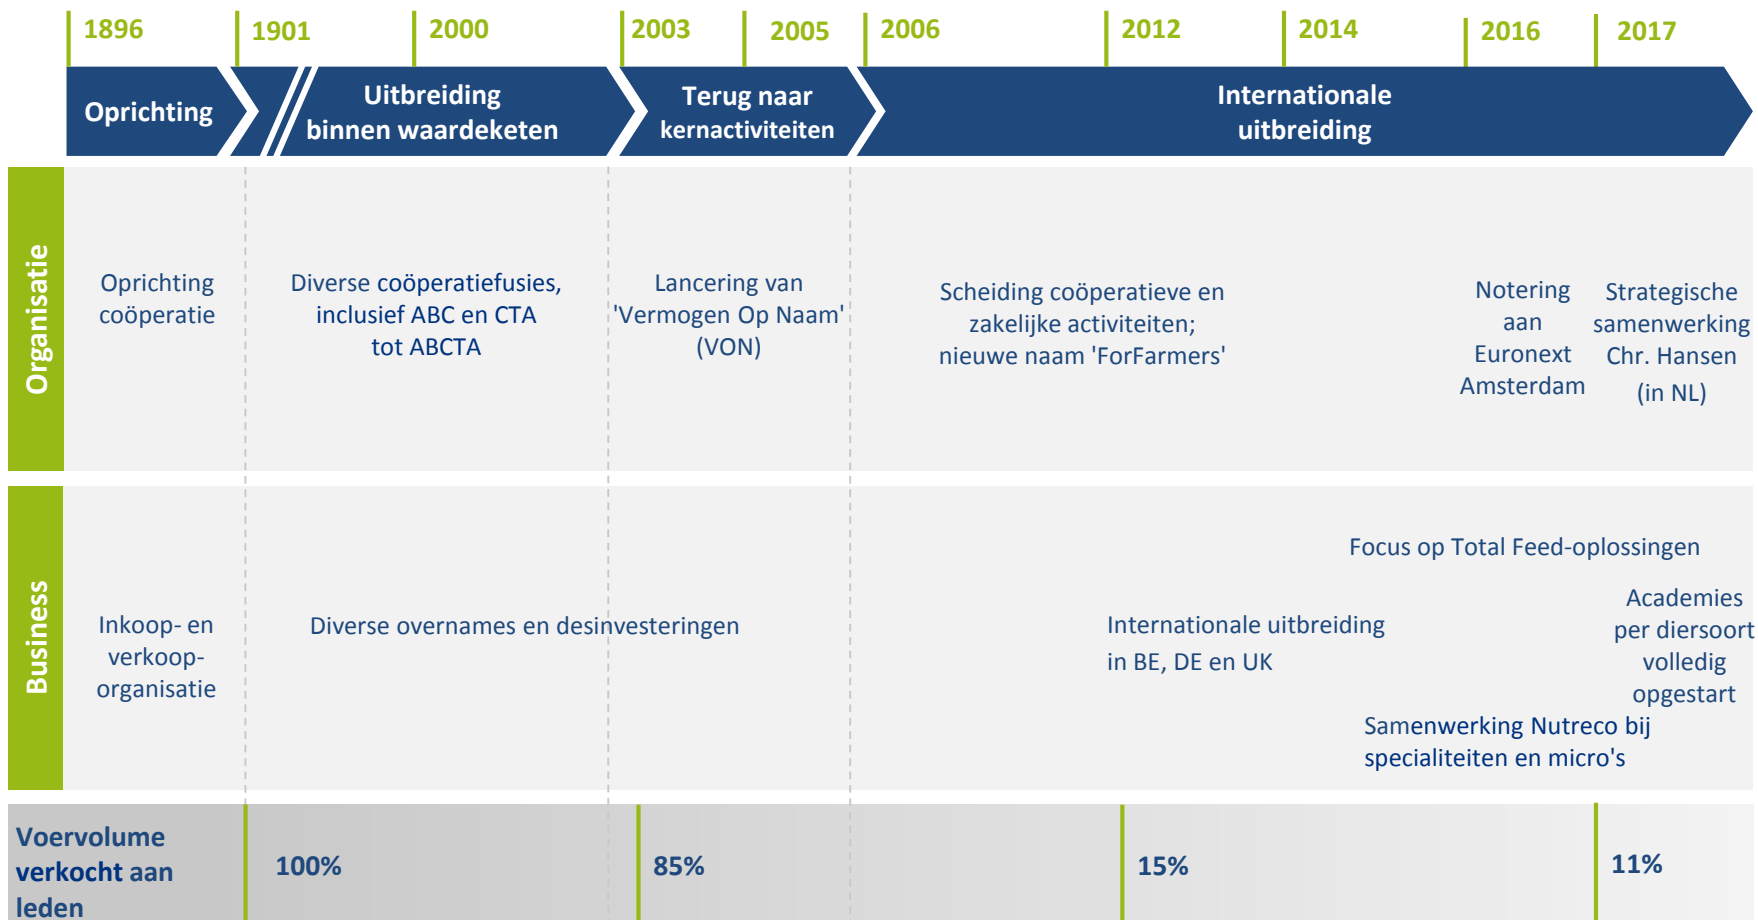 1896
1901
2000
2003
2005
2006
2012
2014
2016
2017
Oprichting
Uitbreiding
binnen waardeketen
Terug naar
kernactiviteiten
Internationale
uitbreiding
Organisatie
Oprichting
coöperatie
Diverse coöperatiefusies,
inclusief ABC en CTA
tot ABCTA
Lancering van
'Vermogen Op Naam'
(VON)
Scheiding coöperatieve en
zakelijke activiteiten;
nieuwe naam 'ForFarmers'
Notering
aan
Euronext
Amsterdam
Strategische
samenwerking
Chr. Hansen
(in NL)
Business
Inkoop- en
verkoop-
organisatie
Diverse overnames en desinvesteringen
Internationale uitbreiding
in BE, DE en UK
Focus op Total Feed-oplossingen
Academies
per diersoort
volledig
opgestart
Samenwerking Nutreco bij
specialiteiten en micro's
Voervolume
verkocht aan
leden
100%
85%
15%
11%